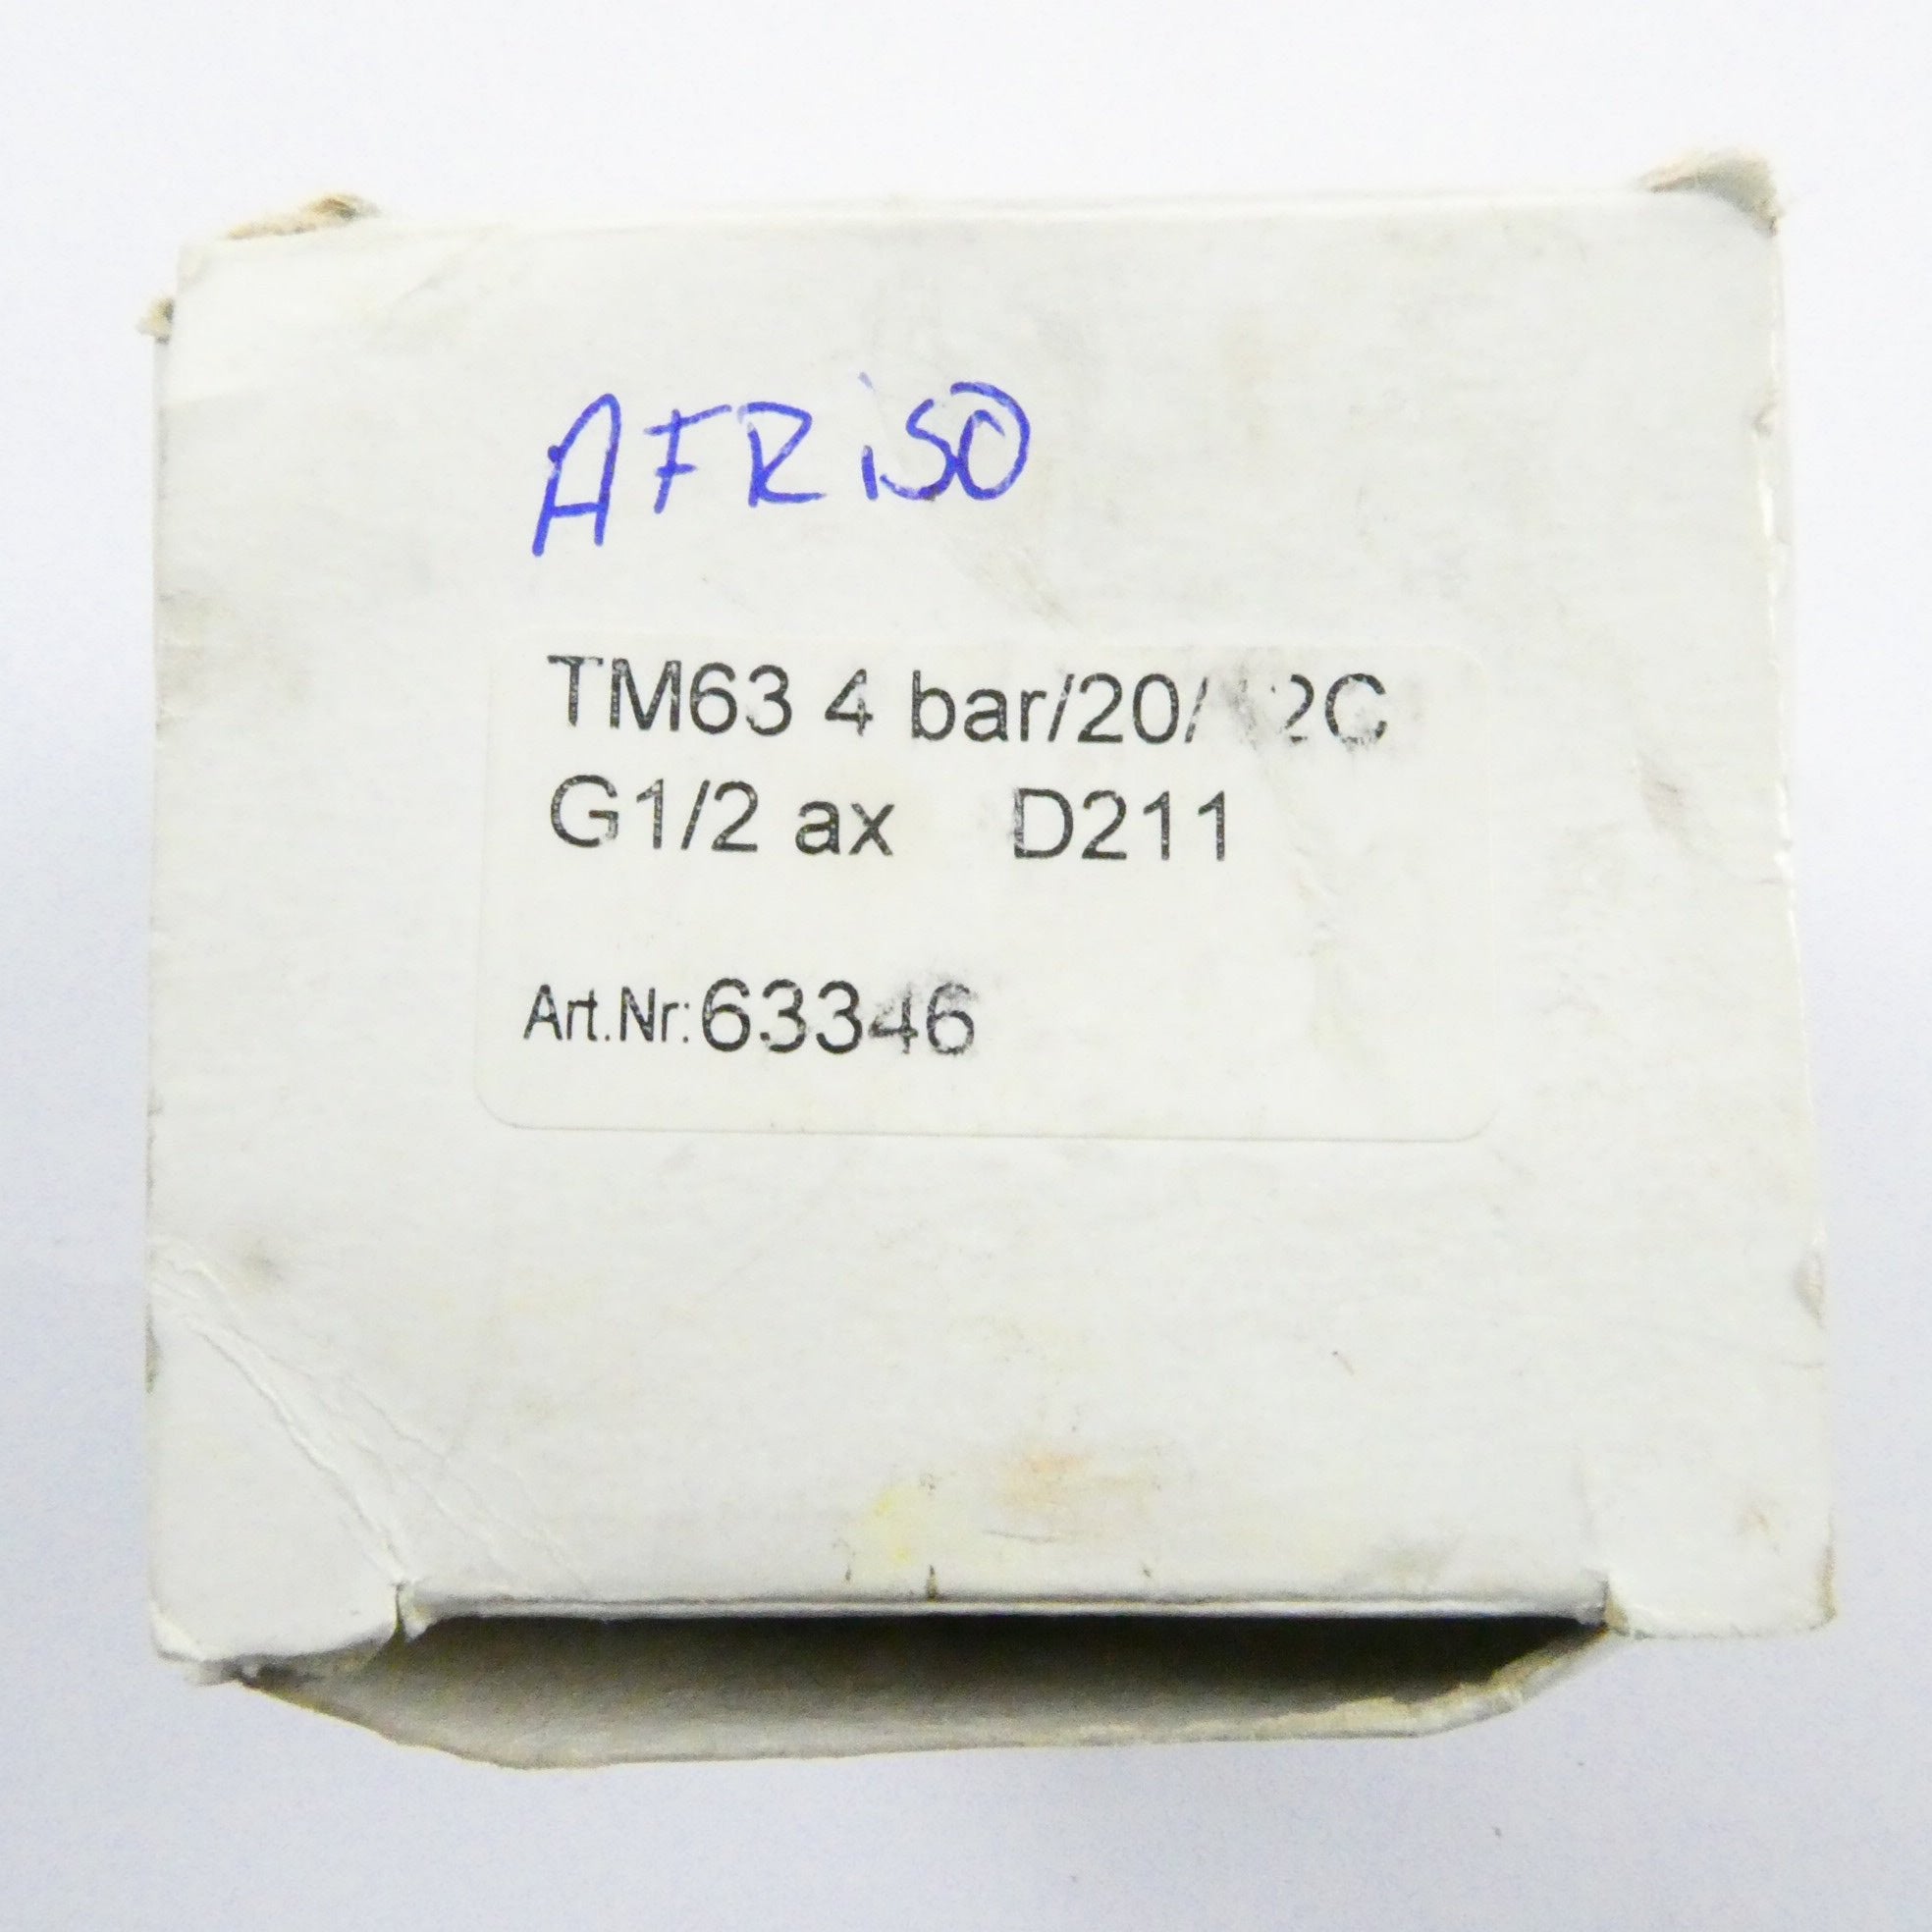 AFRiSO
TM63 4 bar/20/
G1/2 ax D211
Art.Nr:63346